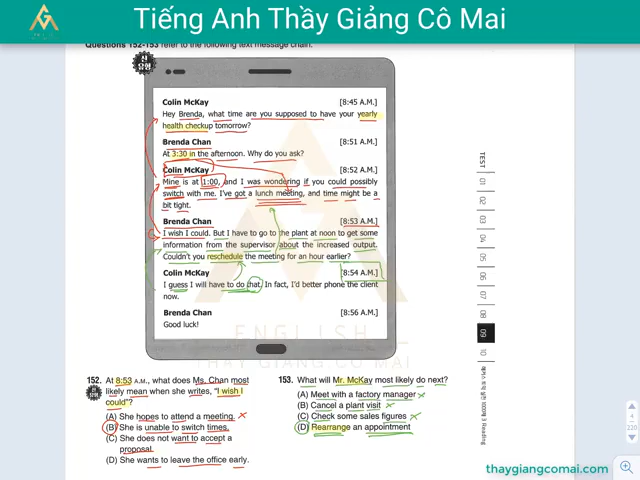 Tiếng Anh Thầy Giảng Cô Mai
Questions 152-153 refer to the following text message chain.
Colin McKay [8:45 A.M.]
Hey Brenda, what time are you supposed to have your yearly
health checkup tomorrow?
Brenda Chan [8:51 A.M.]
At 3:30 in the afternoon. Why do you ask?
Colin McKay [8:52 A.M.]
Mine is at 1:00, and I was wondering if you could possibly
switch with me. I've got a lunch meeting, and time might be a
bit tight.
Brenda Chan [8:53 A.M.]
I wish I could. But I have to go to the plant at noon to get some
information from the supervisor about the increased output.
Couldn't you reschedule the meeting for an hour earlier?
Colin McKay [8:54 A.M.]
I guess I will have to do that. In fact, I'd better phone the client
now.
Brenda Chan [8:56 A.M.]
Good luck!
ENGLISH
THAY GIANG CO MAI
152. At 8:53 A.M., what does Ms. Chan most
likely mean when she writes, "I wish I
could"?
(A) She hopes to attend a meeting.
(B) She is unable to switch times.
(C) She does not want to accept a
proposal.
(D) She wants to leave the office early.
153. What will Mr. McKay most likely do next?
(A) Meet with a factory manager
(B) Cancel a plant visit
(C) Check some sales figures
(D) Rearrange an appointment
TEST
01
02
03
04
05
06
07
08
09
10
4
220
thaygiangcomai.com